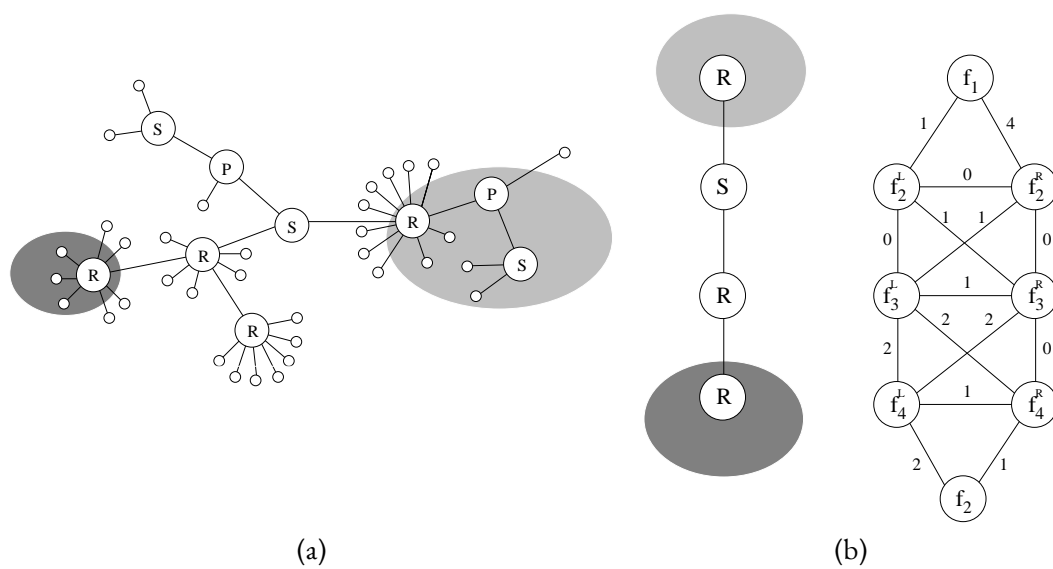 S
P
S
R
P
S
R
R
R
(a)
R
S
R
R
f₁
1 4
f₂ᴸ 0 f₂ᴿ
0 1 1 0
f₃ᴸ 1 f₃ᴿ
2 2 2 0
f₄ᴸ 1 f₄ᴿ
2 1
f₂
(b)